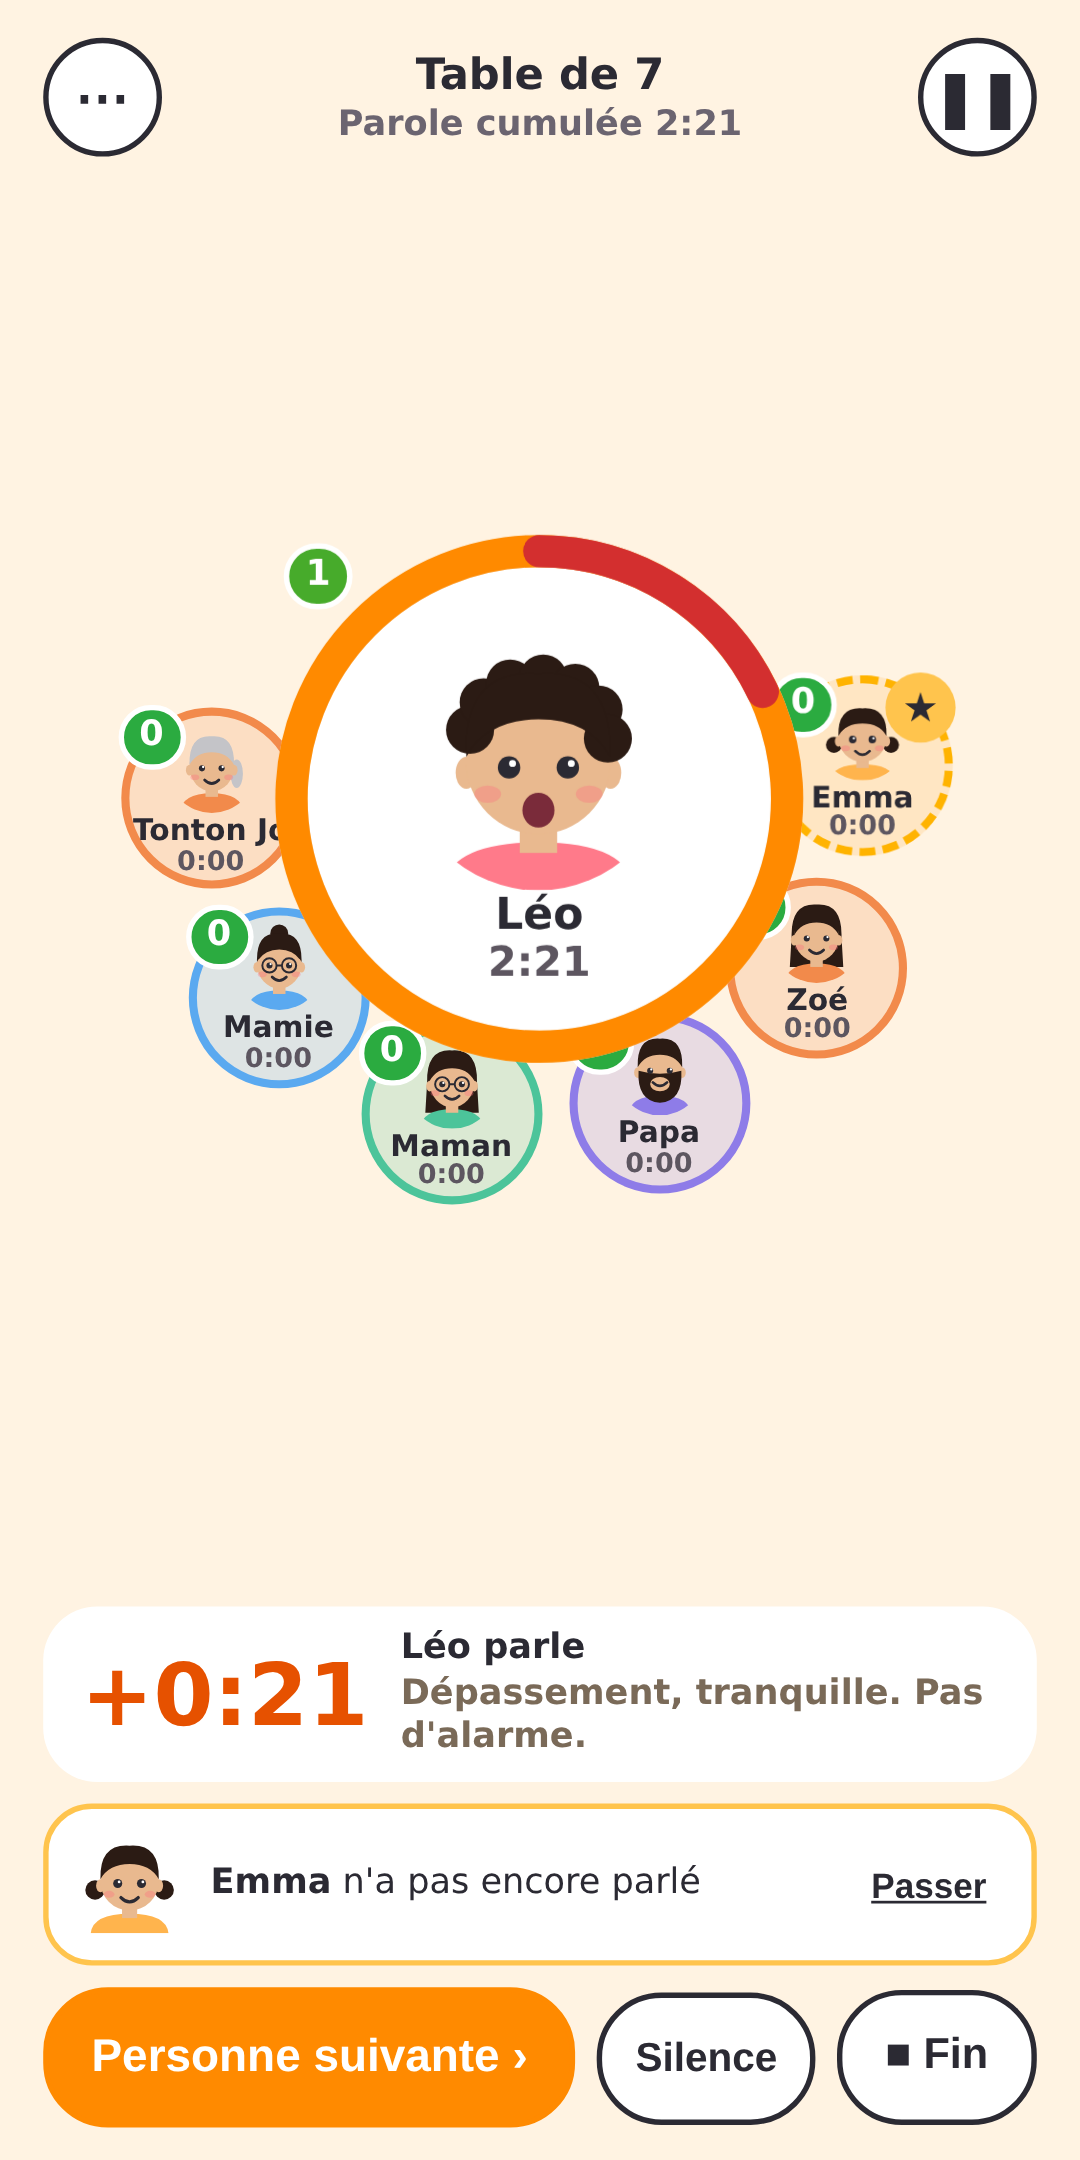 ...
Table de 7
Parole cumulée 2:21
1
0
0
Emma
0:00
Tonton Jo
0:00
Léo
2:21
0
Mamie
0:00
Zoé
0:00
0
Maman
0:00
Papa
0:00
+0:21
Léo parle
Dépassement, tranquille. Pas
d'alarme.
Emma n'a pas encore parlé
Passer
Personne suivante ›
Silence
■ Fin